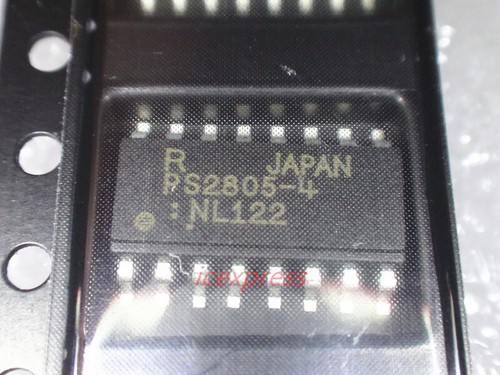 R JAPAN
PS2805-4
:NL122
icexpress